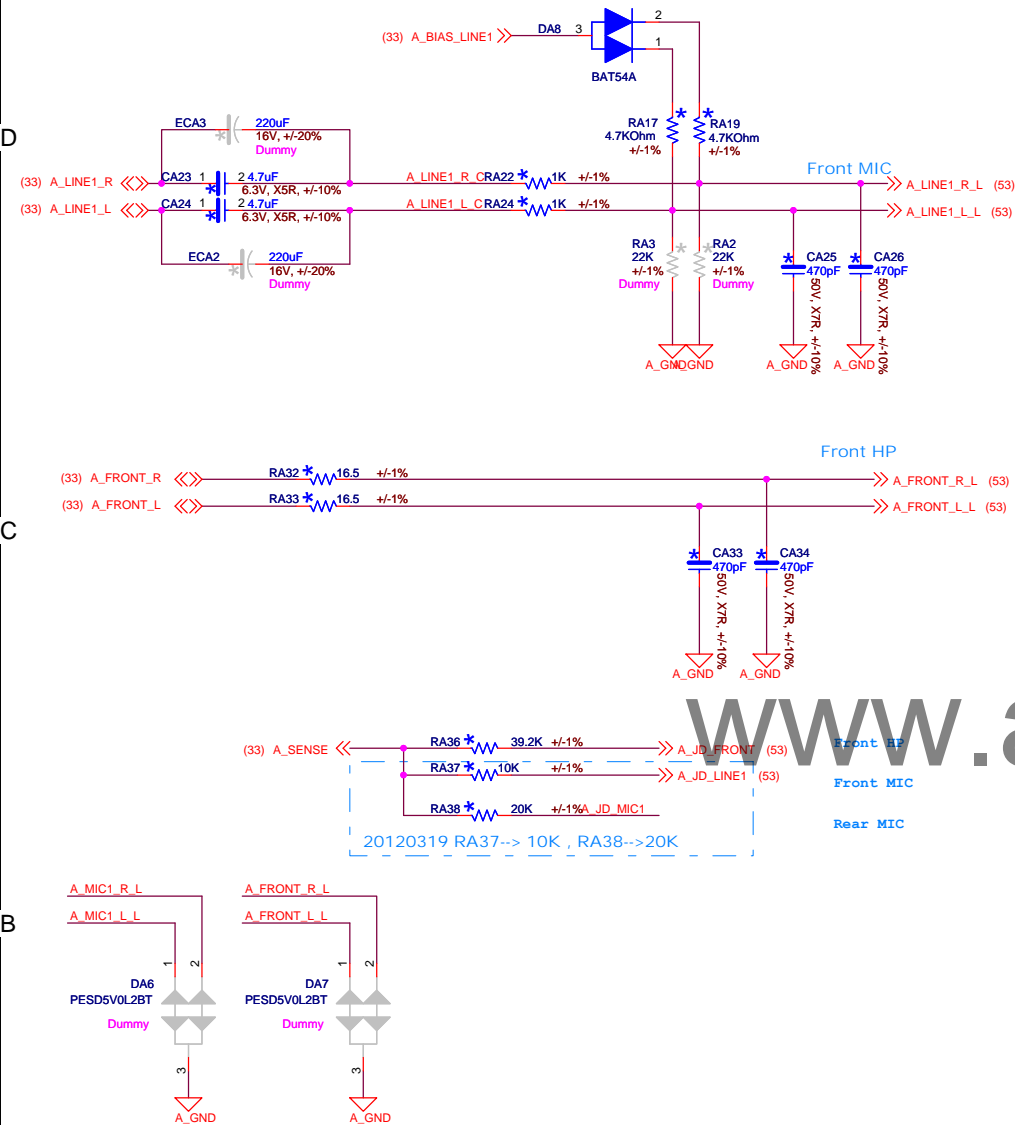 2
(33) A_BIAS_LINE1 DA8 3
1
BAT54A
ECA3 220uF
16V, +/-20%
Dummy
RA17
4.7KOhm
+/-1%
RA19
4.7KOhm
+/-1%
D
Front MIC
(33) A_LINE1_R CA23 1 2 4.7uF A_LINE1_R_C RA22 1K +/-1% A_LINE1_R_L (53)
6.3V, X5R, +/-10%
(33) A_LINE1_L CA24 1 2 4.7uF A_LINE1_L_C RA24 1K +/-1% A_LINE1_L_L (53)
6.3V, X5R, +/-10%
ECA2 220uF
16V, +/-20%
Dummy
RA3
22K
+/-1%
Dummy
RA2
22K
+/-1%
Dummy
CA25
470pF
50V, X7R, +/-10%
CA26
470pF
50V, X7R, +/-10%
A_GND A_GND A_GND A_GND
Front HP
(33) A_FRONT_R RA32 16.5 +/-1% A_FRONT_R_L (53)
(33) A_FRONT_L RA33 16.5 +/-1% A_FRONT_L_L (53)
C
CA33
470pF
50V, X7R, +/-10%
CA34
470pF
50V, X7R, +/-10%
A_GND A_GND
www.a
(33) A_SENSE RA36 39.2K +/-1% A_JD_FRONT (53) Front HP
RA37 10K +/-1% A_JD_LINE1 (53) Front MIC
RA38 20K +/-1% A_JD_MIC1 Rear MIC
20120319 RA37--> 10K , RA38-->20K
A_MIC1_R_L A_FRONT_R_L
A_MIC1_L_L A_FRONT_L_L
B
1 2 1 2
DA6
PESD5V0L2BT
Dummy
DA7
PESD5V0L2BT
Dummy
3 3
A_GND A_GND